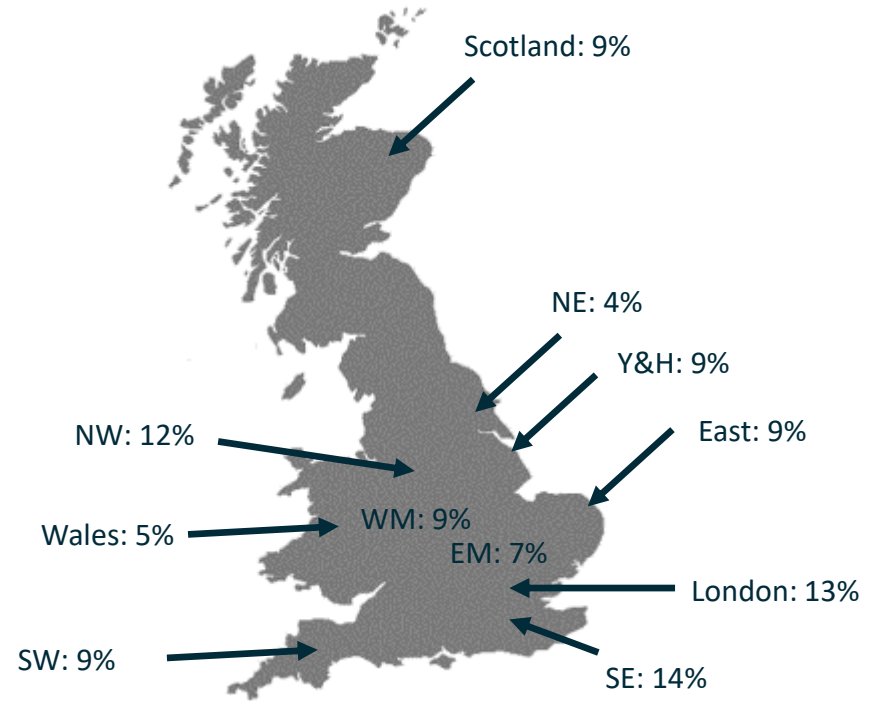 Scotland: 9%
NE: 4%
Y&H: 9%
East: 9%
NW: 12%
WM: 9%
Wales: 5%
EM: 7%
London: 13%
SW: 9%
SE: 14%